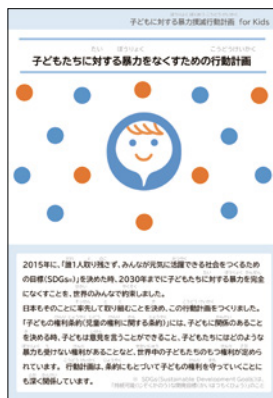 子どもに対する暴力撲滅行動計画 for Kids
子どもたちに対する暴力をなくすための行動計画
2015年に、「誰1人取り残さず、みんなが元気に活躍できる社会をつくるため
の目標(SDGs※)」を決めた時、2030年までに子どもたちに対する暴力を完全
になくすことを、世界のみんなで約束しました。
日本もそのことに率先して取り組むことを決め、この行動計画をつくりました。
「子どもの権利条約(児童の権利に関する条約)」には、子どもに関係のあること
を決める時、子どもは意見を言うことができること、子どもたちにはどのような
暴力も受けない権利があることなど、世界中の子どもたちのもつ権利が定めら
れています。 行動計画は、条約にもとづいて子どもの権利を守っていくことに
も深く関係しています。
※ SDGs(Sustainable Development Goals)は、